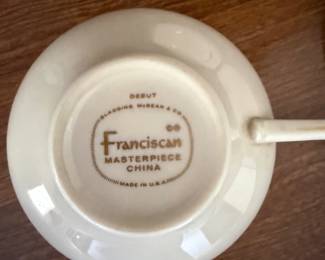 DEBUT
GLADDING McBEAN & CO
Franciscan
MASTERPIECE
CHINA
MADE IN U.S.A.